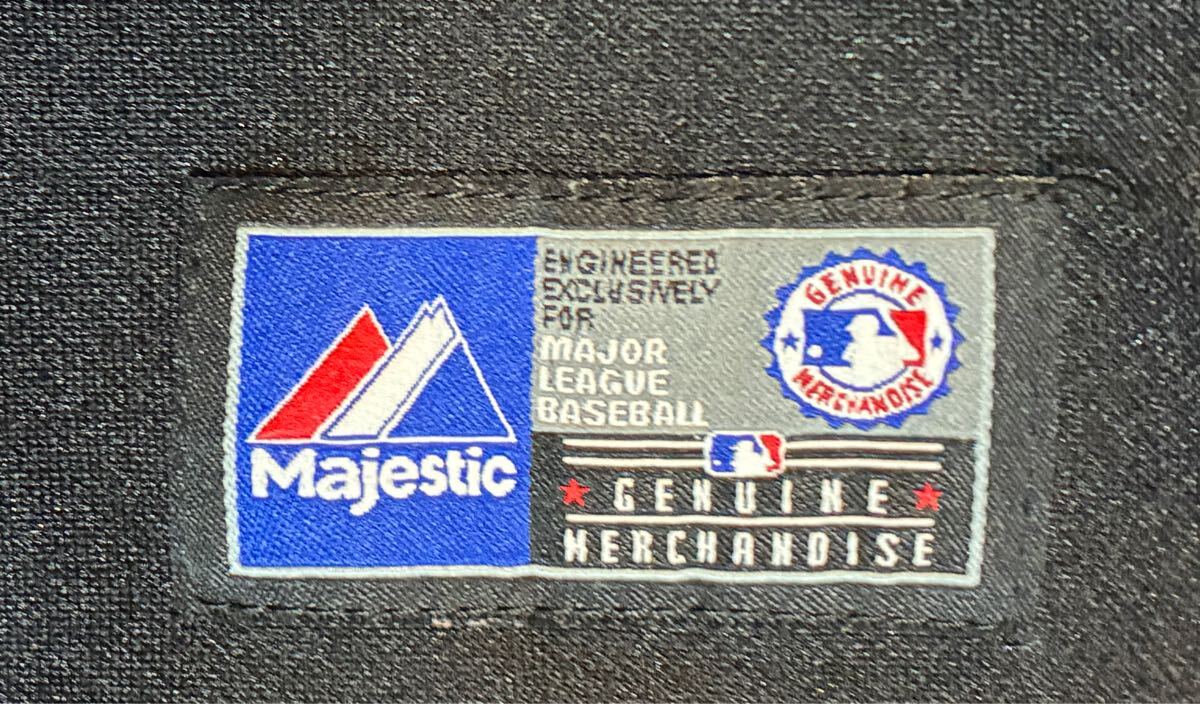 Majestic
ENGINEERED
EXCLUSIVELY
FOR
MAJOR
LEAGUE
BASEBALL
GENUINE
MERCHANDISE
GENUINE
MERCHANDISE